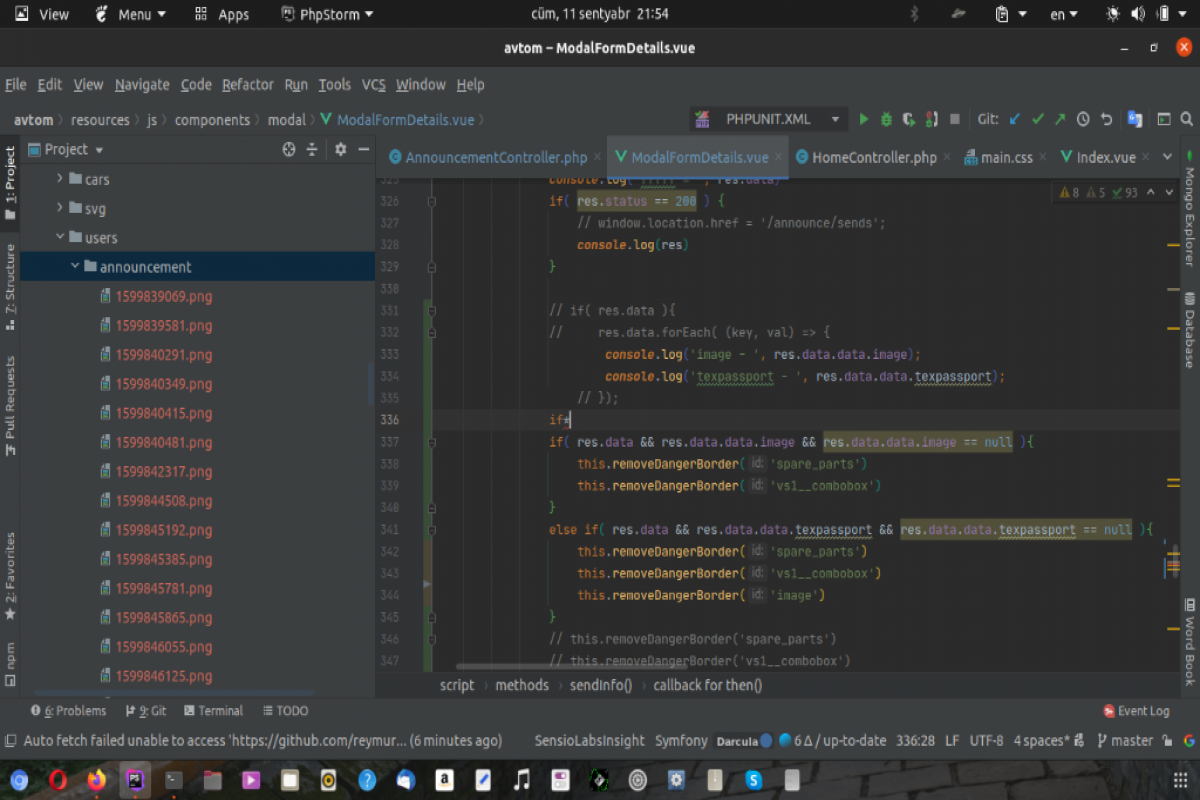 View Menu Apps PhpStorm cüm, 11 sentyabr 21:54 en
avtom – ModalFormDetails.vue
File Edit View Navigate Code Refactor Run Tools VCS Window Help
avtom resources js components modal ModalFormDetails.vue PHPUNIT.XML Git:
Project
AnnouncementController.php ModalFormDetails.vue HomeController.php main.css Index.vue
1: Project
7: Structure
Pull Requests
2: Favorites
npm
cars
svg
users
announcement
1599839069.png
1599839581.png
1599840291.png
1599840349.png
1599840415.png
1599840481.png
1599842317.png
1599844508.png
1599845192.png
1599845385.png
1599845781.png
1599845865.png
1599846055.png
1599846125.png
8 5 93
326 if( res.status == 200 ) {
327 // window.location.href = '/announce/sends';
328 console.log(res)
329 }
330
331 // if( res.data ){
332 // res.data.forEach( (key, val) => {
333 console.log('image - ', res.data.data.image);
334 console.log('texpassport - ', res.data.data.texpassport);
335 // });
336 if
337 if( res.data && res.data.data.image && res.data.data.image == null ){
338 this.removeDangerBorder( id: 'spare_parts')
339 this.removeDangerBorder( id: 'vs1__combobox')
340 }
341 else if( res.data && res.data.data.texpassport && res.data.data.texpassport == null ){
342 this.removeDangerBorder( id: 'spare_parts')
343 this.removeDangerBorder( id: 'vs1__combobox')
344 this.removeDangerBorder( id: 'image')
345 }
346 // this.removeDangerBorder('spare_parts')
347 // this.removeDangerBorder('vs1__combobox')
Mongo Explorer
Database
Word Book
script methods sendInfo() callback for then()
6: Problems 9: Git Terminal TODO Event Log
Auto fetch failed unable to access 'https://github.com/reymur... (6 minutes ago) SensioLabsInsight Symfony Darcula 6 Δ / up-to-date 336:28 LF UTF-8 4 spaces* master